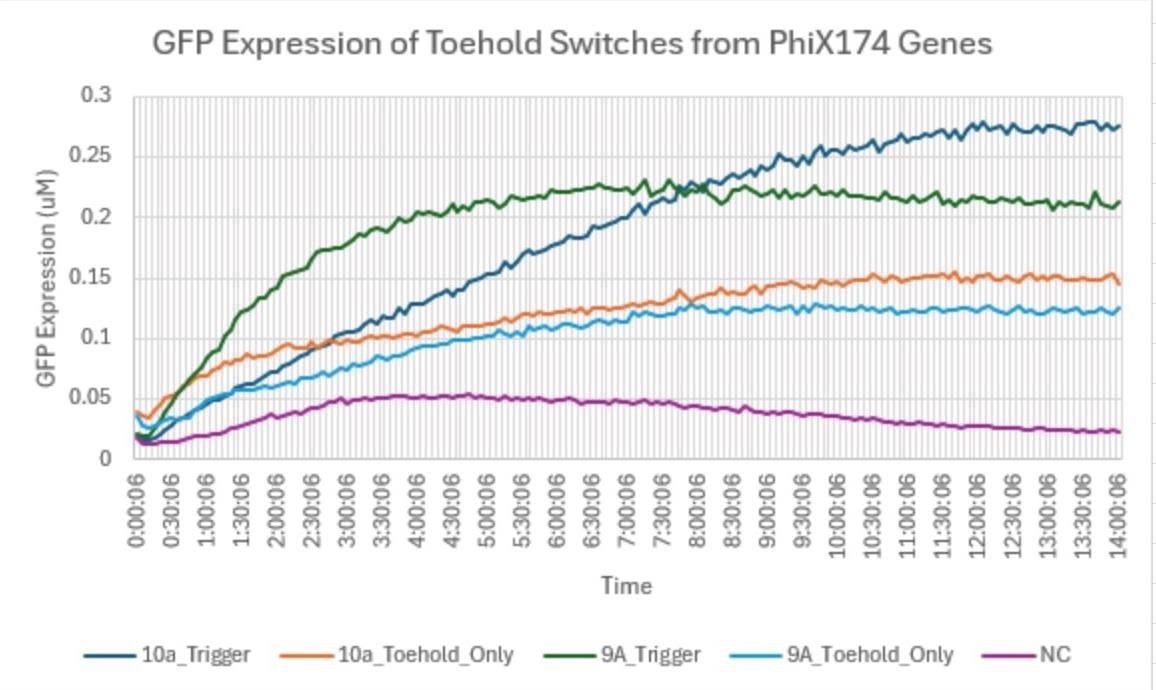 GFP Expression of Toehold Switches from PhiX174 Genes
GFP Expression (uM)
0.3
0.25
0.2
0.15
0.1
0.05
0
0:00:06 0:30:06 1:00:06 1:30:06 2:00:06 2:30:06 3:00:06 3:30:06 4:00:06 4:30:06 5:00:06 5:30:06 6:00:06 6:30:06 7:00:06 7:30:06 8:00:06 8:30:06 9:00:06 9:30:06 10:00:06 10:30:06 11:00:06 11:30:06 12:00:06 12:30:06 13:00:06 13:30:06 14:00:06
Time
10a_Trigger 10a_Toehold_Only 9A_Trigger 9A_Toehold_Only NC